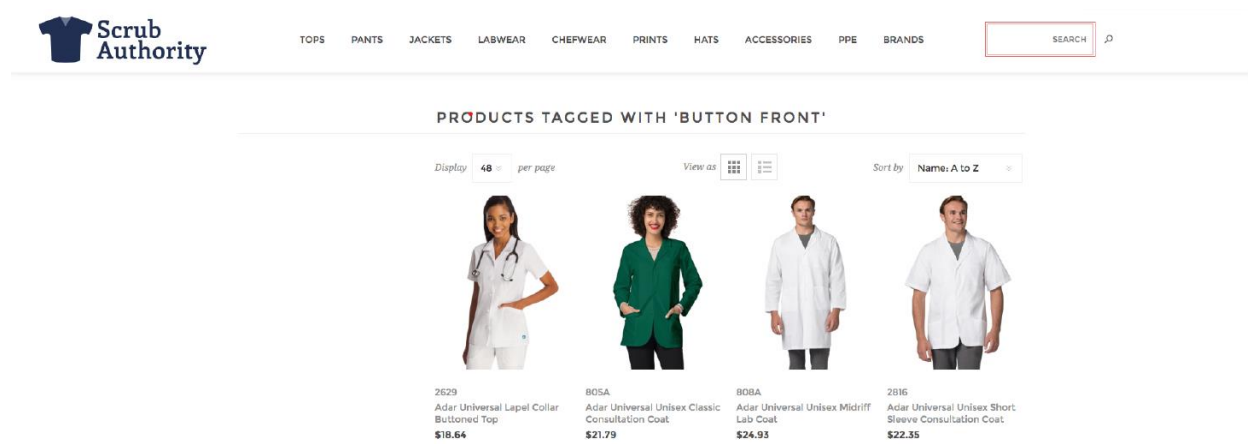 Scrub
Authority
TOPS PANTS JACKETS LABWEAR CHEFWEAR PRINTS HATS ACCESSORIES PPE BRANDS
SEARCH
PRODUCTS TAGGED WITH 'BUTTON FRONT'
Display 48 per page View as Sort by Name: A to Z
2629
Adar Universal Lapel Collar
Buttoned Top
$18.64
805A
Adar Universal Unisex Classic
Consultation Coat
$21.79
808A
Adar Universal Unisex Midriff
Lab Coat
$24.93
2816
Adar Universal Unisex Short
Sleeve Consultation Coat
$22.35